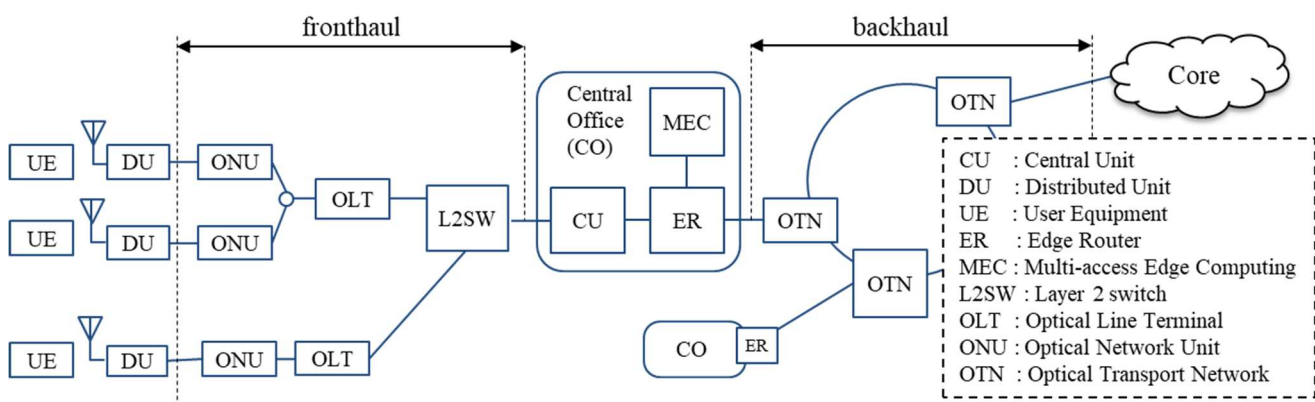 fronthaul
backhaul
Core
OTN
Central
Office
(CO)
MEC
UE
DU
ONU
OLT
L2SW
CU
ER
OTN
UE
DU
ONU
OTN
CO
ER
UE
DU
ONU
OLT
CU : Central Unit
DU : Distributed Unit
UE : User Equipment
ER : Edge Router
MEC : Multi-access Edge Computing
L2SW : Layer 2 switch
OLT : Optical Line Terminal
ONU : Optical Network Unit
OTN : Optical Transport Network